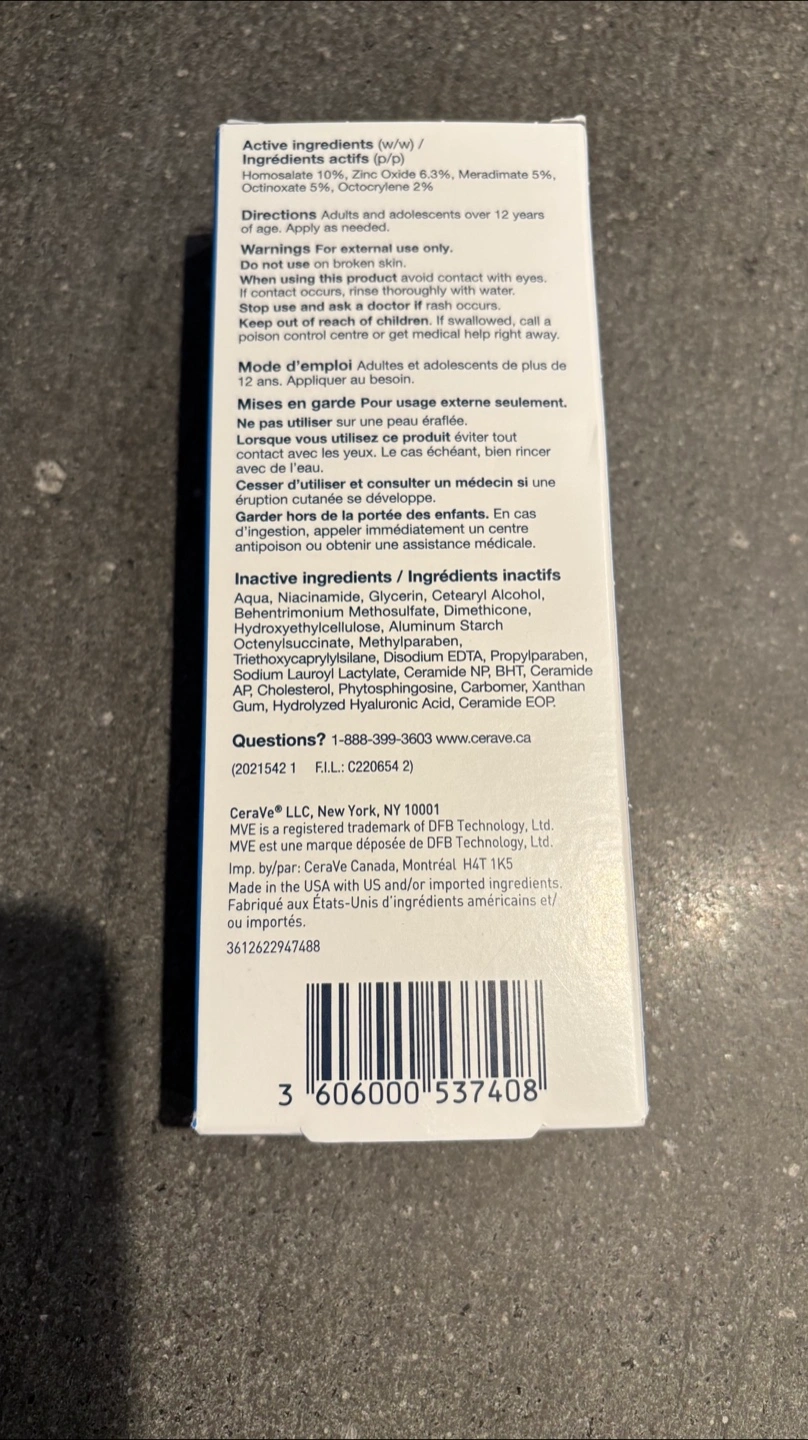 Active ingredients (w/w) /
Ingrédients actifs (p/p)
Homosalate 10%, Zinc Oxide 6.3%, Meradimate 5%,
Octinoxate 5%, Octocrylene 2%
Directions Adults and adolescents over 12 years
of age. Apply as needed.
Warnings For external use only.
Do not use on broken skin.
When using this product avoid contact with eyes.
If contact occurs, rinse thoroughly with water.
Stop use and ask a doctor if rash occurs.
Keep out of reach of children. If swallowed, call a
poison control centre or get medical help right away.
Mode d'emploi Adultes et adolescents de plus de
12 ans. Appliquer au besoin.
Mises en garde Pour usage externe seulement.
Ne pas utiliser sur une peau éraflée.
Lorsque vous utilisez ce produit éviter tout
contact avec les yeux. Le cas échéant, bien rincer
avec de l'eau.
Cesser d'utiliser et consulter un médecin si une
éruption cutanée se développe.
Garder hors de la portée des enfants. En cas
d'ingestion, appeler immédiatement un centre
antipoison ou obtenir une assistance médicale.
Inactive ingredients / Ingrédients inactifs
Aqua, Niacinamide, Glycerin, Cetearyl Alcohol,
Behentrimonium Methosulfate, Dimethicone,
Hydroxyethylcellulose, Aluminum Starch
Octenylsuccinate, Methylparaben,
Triethoxycaprylylsilane, Disodium EDTA, Propylparaben,
Sodium Lauroyl Lactylate, Ceramide NP, BHT, Ceramide
AP, Cholesterol, Phytosphingosine, Carbomer, Xanthan
Gum, Hydrolyzed Hyaluronic Acid, Ceramide EOP.
Questions? 1-888-399-3603 www.cerave.ca
(2021542 1 F.I.L.: C220654 2)
CeraVe® LLC, New York, NY 10001
MVE is a registered trademark of DFB Technology, Ltd.
MVE est une marque déposée de DFB Technology, Ltd.
Imp. by/par: CeraVe Canada, Montréal H4T 1K5
Made in the USA with US and/or imported ingredients.
Fabriqué aux États-Unis d'ingrédients américains et/
ou importés.
3612622947488
3 606000 537408